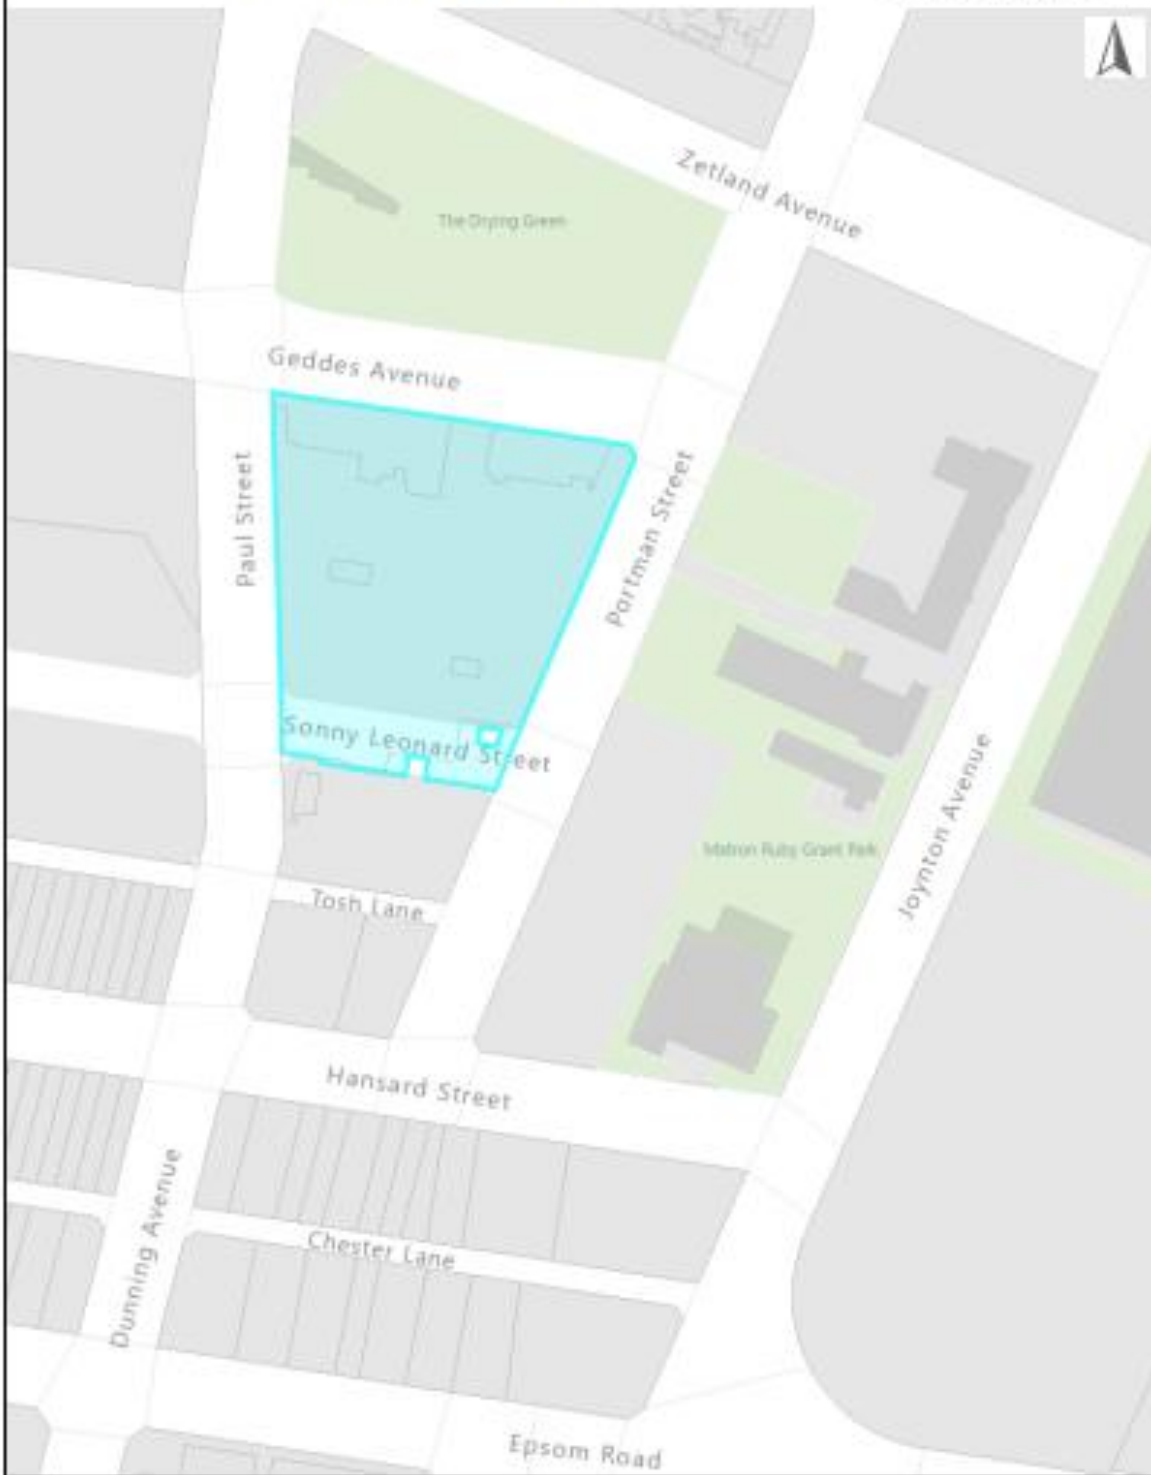 Zetland Avenue
The Drying Green
Geddes Avenue
Paul Street
Portman Street
Sonny Leonard Street
Joynton Avenue
Matron Ruby Grant Park
Tosh Lane
Hansard Street
Dunning Avenue
Chester Lane
Epsom Road